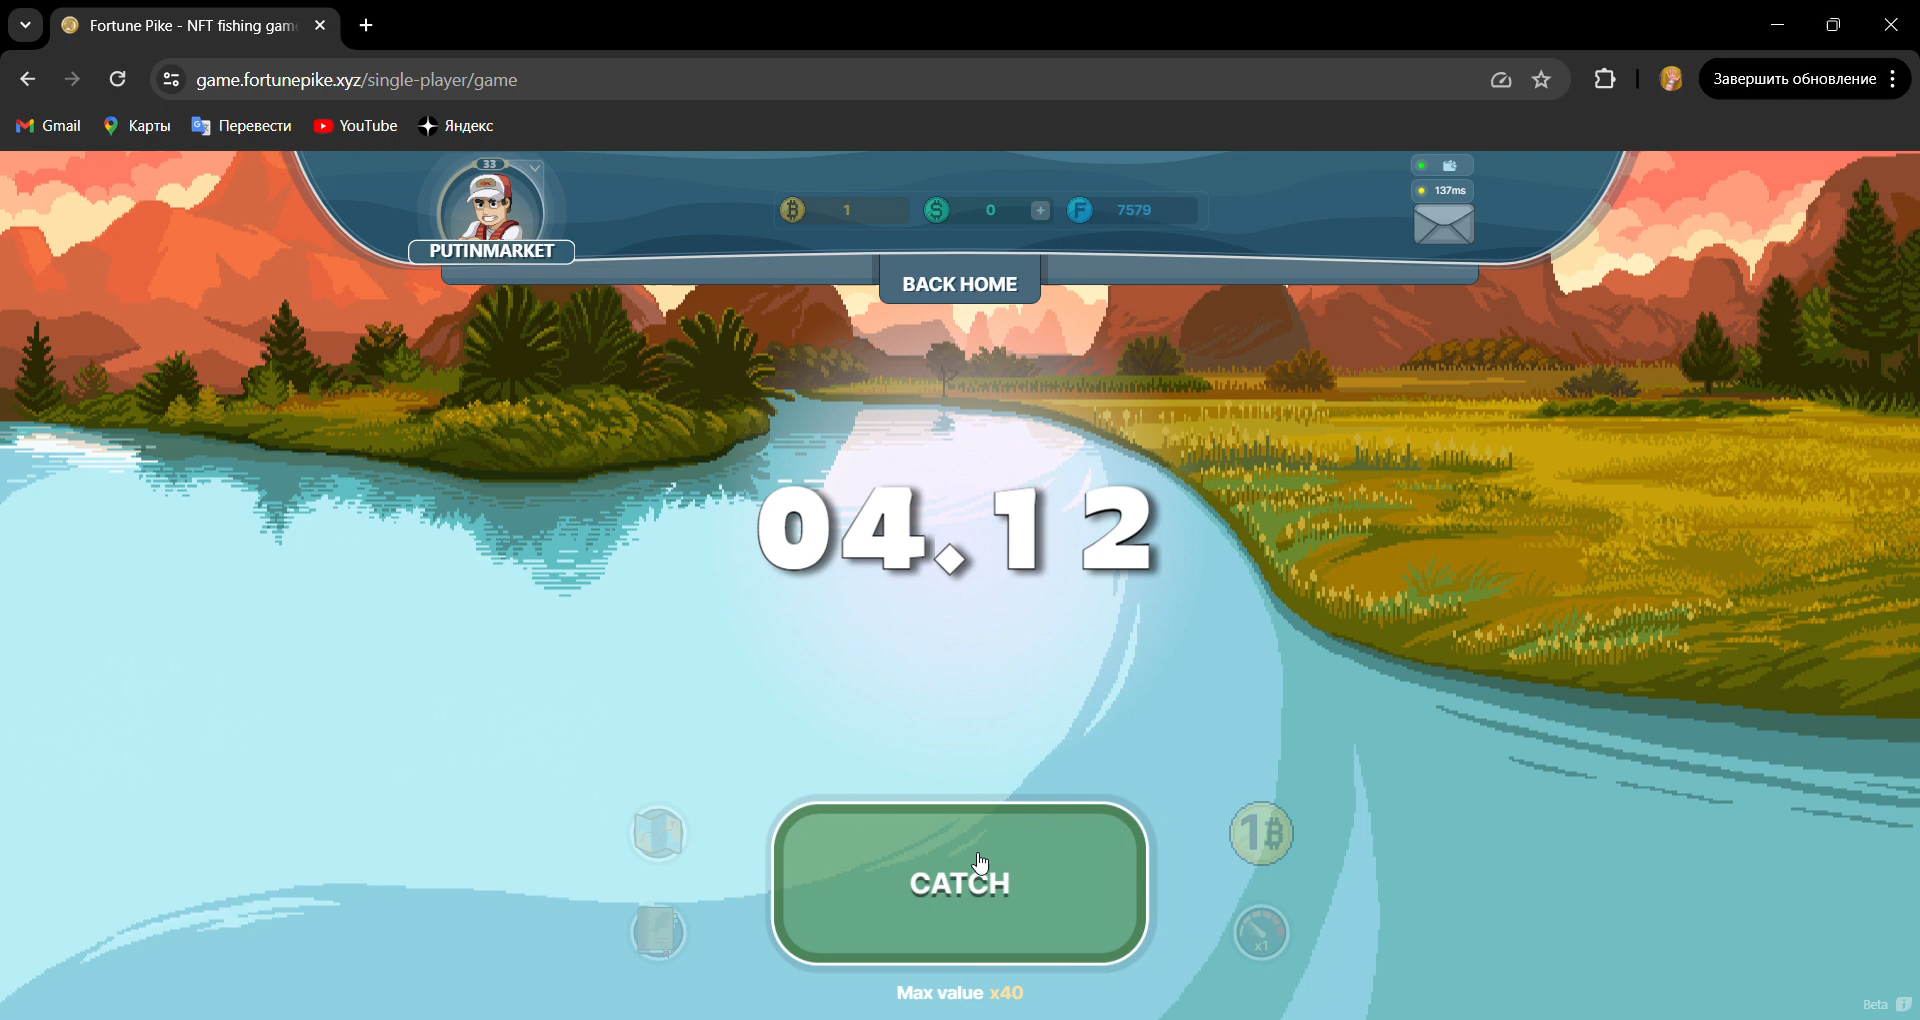 Fortune Pike - NFT fishing gam
game.fortunepike.xyz/single-player/game
Завершить обновление
Gmail
Карты
Перевести
YouTube
Яндекс
33
PUTINMARKET
1
0
+
7579
137ms
BACK HOME
04.12
1
CATCH
x1
Max value x40
Beta